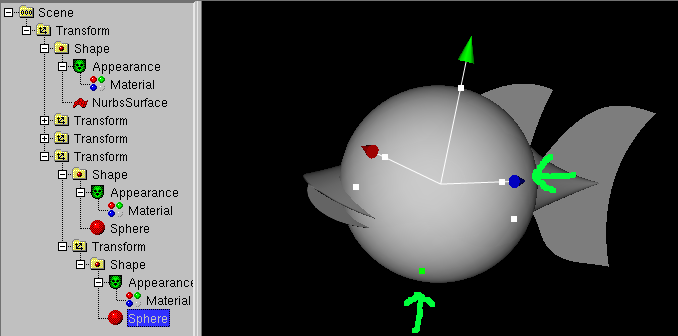 Scene
Transform
Shape
Appearance
Material
NurbsSurface
Transform
Transform
Transform
Shape
Appearance
Material
Sphere
Transform
Shape
Appearance
Material
Sphere